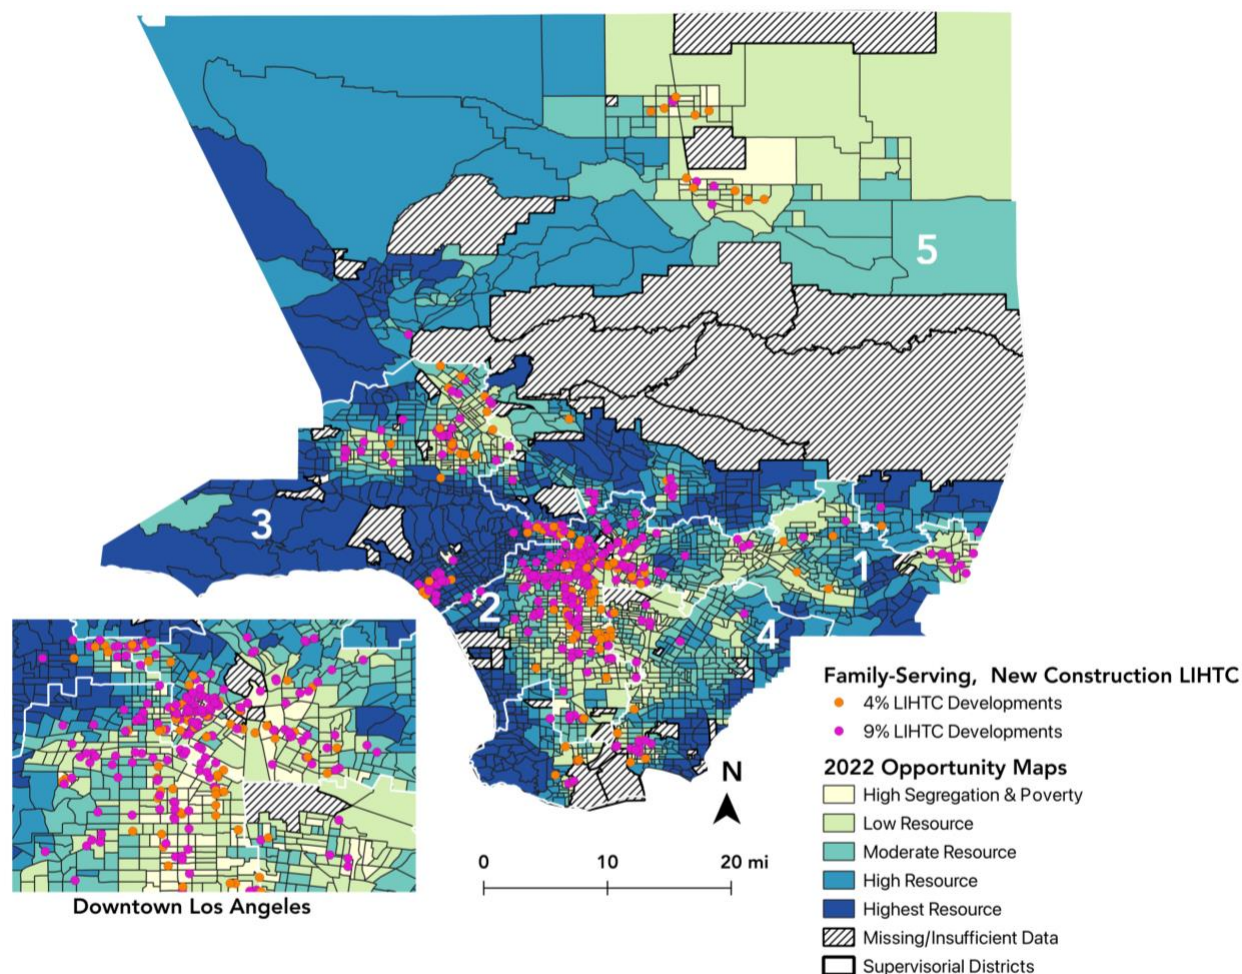 5
3
1
2
4
Downtown Los Angeles
Family-Serving, New Construction LIHTC
4% LIHTC Developments
9% LIHTC Developments
2022 Opportunity Maps
High Segregation & Poverty
Low Resource
Moderate Resource
High Resource
Highest Resource
Missing/Insufficient Data
Supervisorial Districts
N
0 10 20 mi